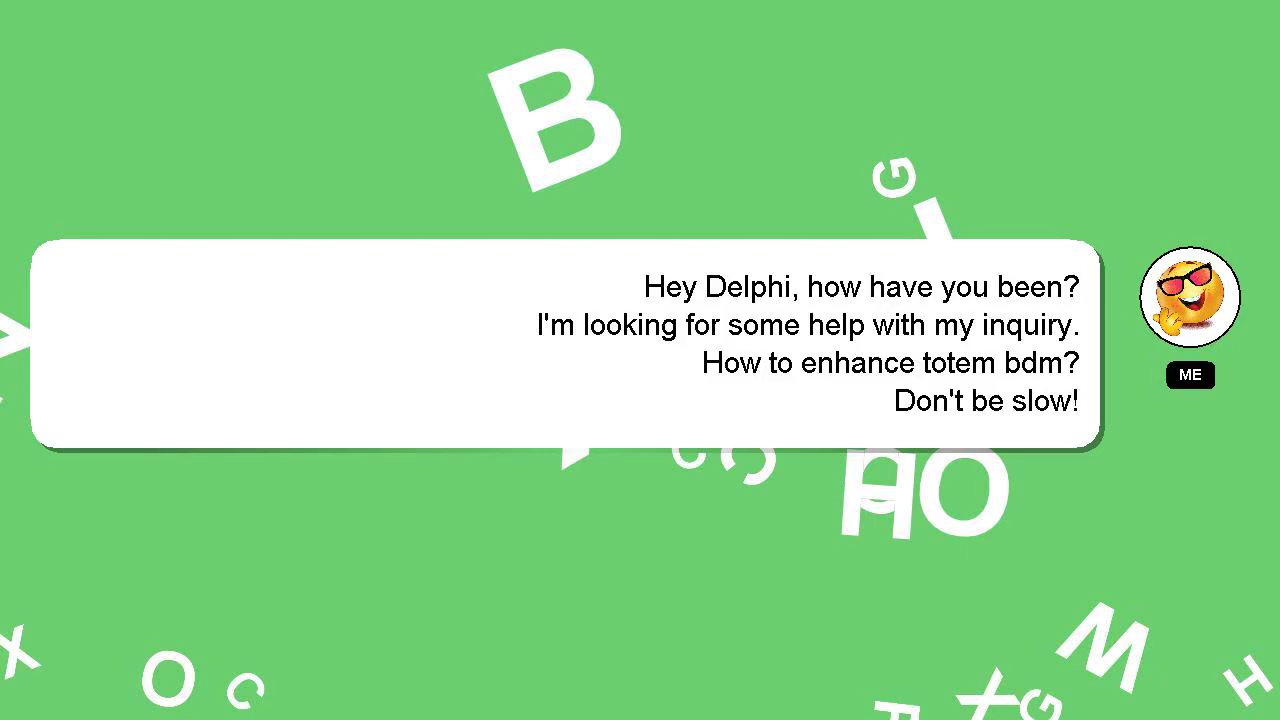 B
G
Hey Delphi, how have you been?
I'm looking for some help with my inquiry.
How to enhance totem bdm?
Don't be slow!
ME
C
C
H
O
X
O
C
M
H
X
G